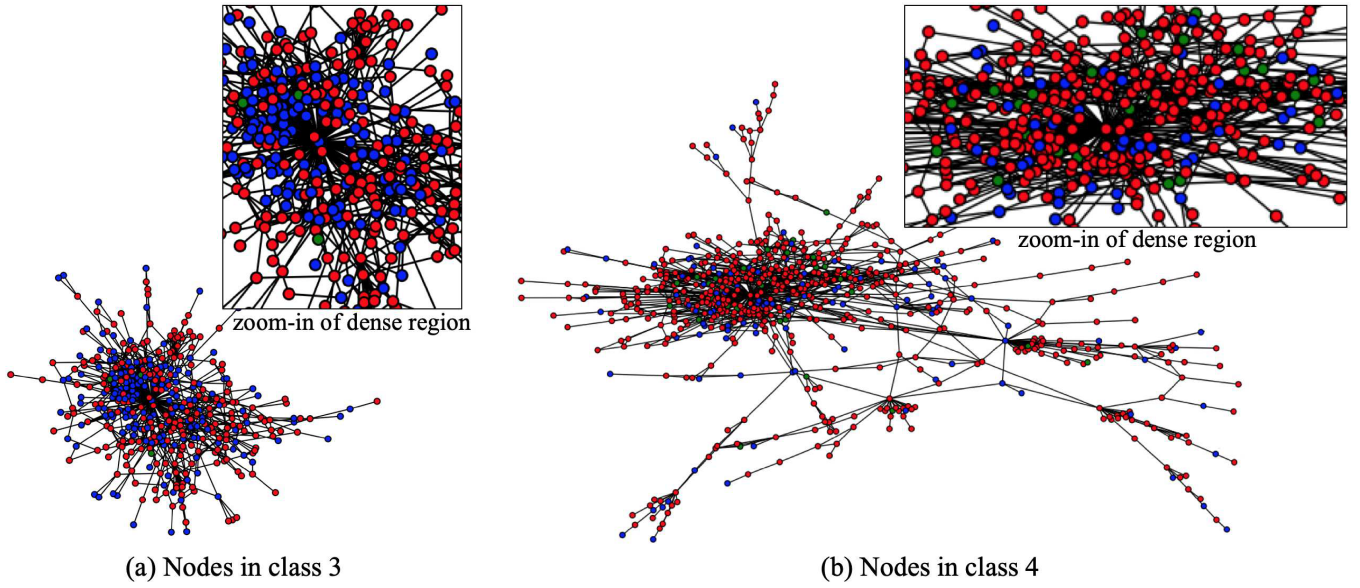 zoom-in of dense region
zoom-in of dense region
(a) Nodes in class 3
(b) Nodes in class 4